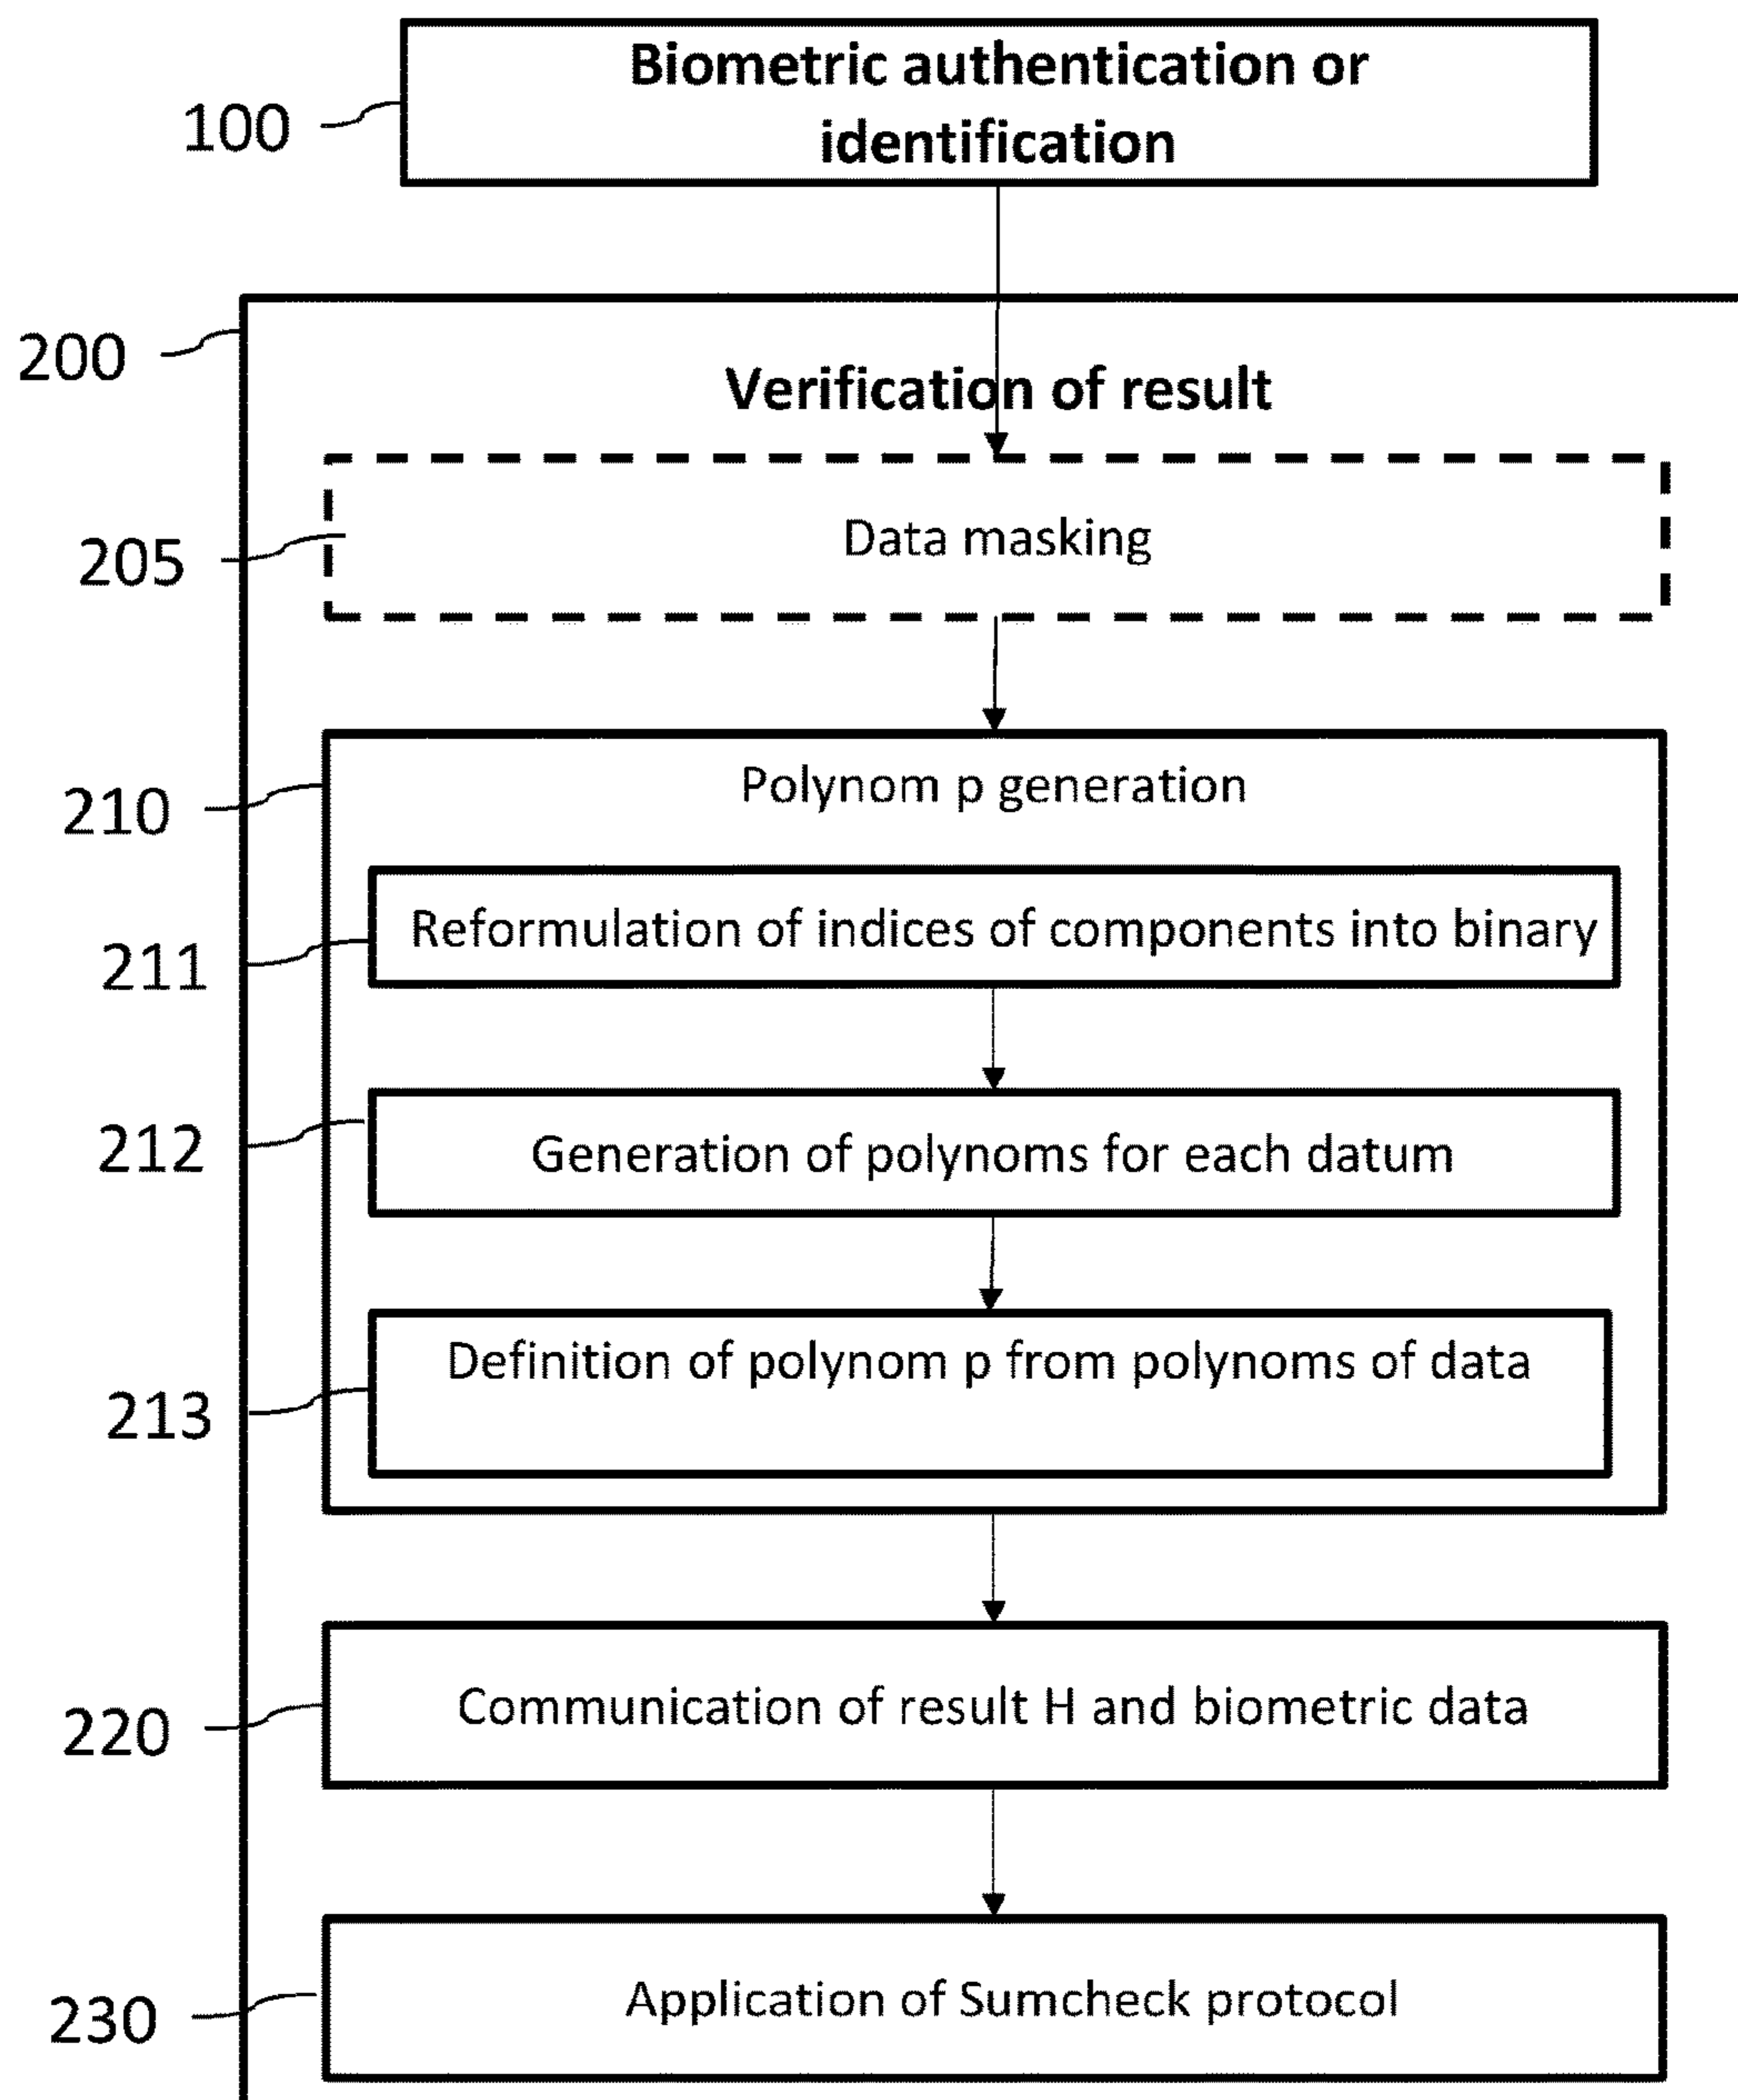 Biometric authentication or
identification
100
200
Verification of result
Data masking
205
Polynom p generation
210
Reformulation of indices of components into binary
211
Generation of polynoms for each datum
212
Definition of polynom p from polynoms of data
213
Communication of result H and biometric data
220
Application of Sumcheck protocol
230